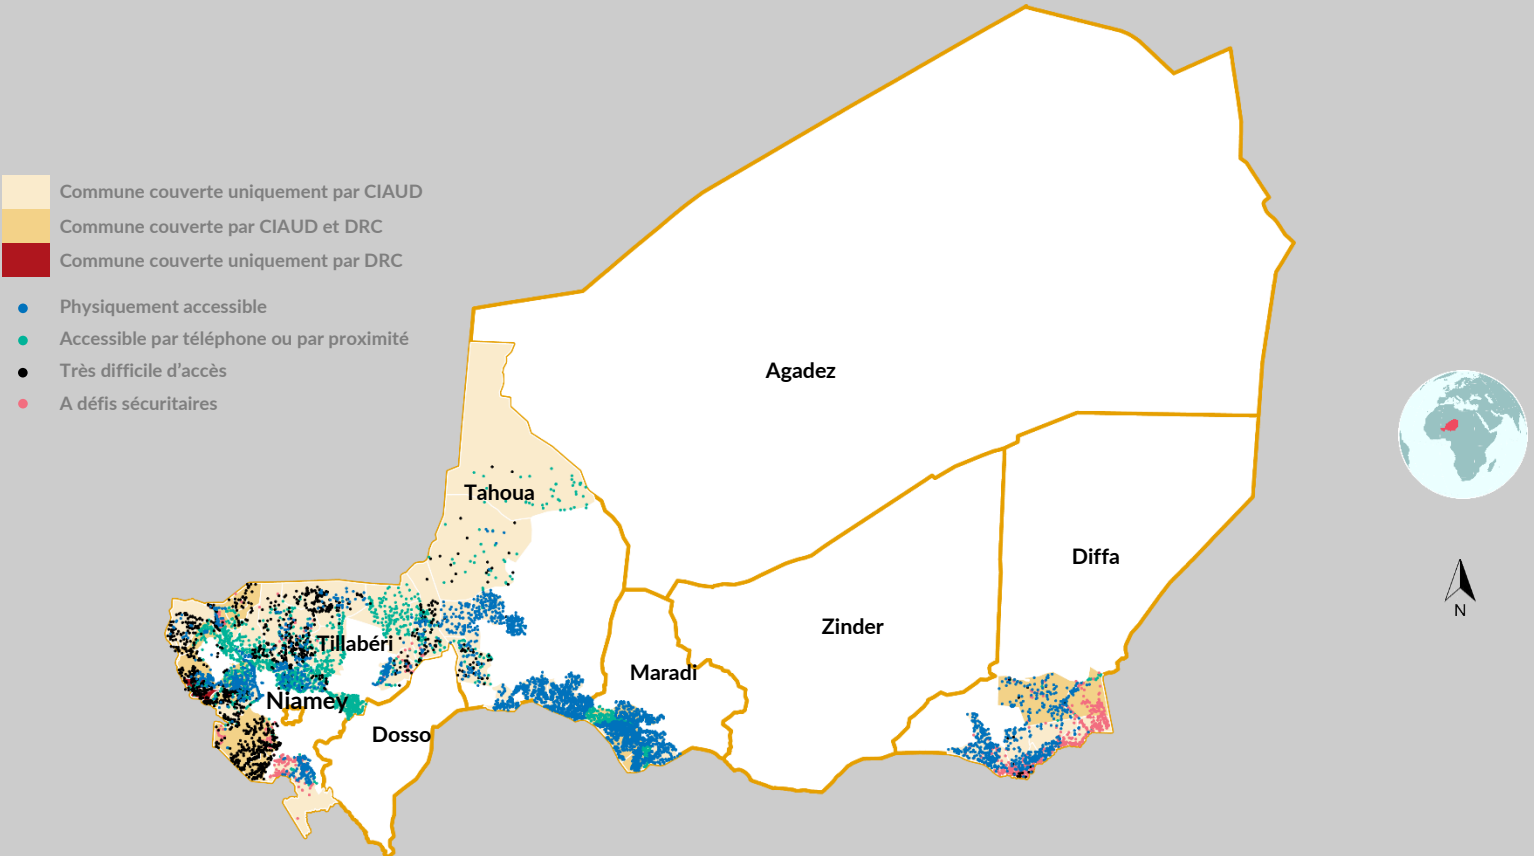 Commune couverte uniquement par CIAUD
Commune couverte par CIAUD et DRC
Commune couverte uniquement par DRC
Physiquement accessible
Accessible par téléphone ou par proximité
Très difficile d’accès
A défis sécuritaires
Agadez
Tahoua
Diffa
Zinder
Tillabéri
Maradi
Niamey
Dosso
N